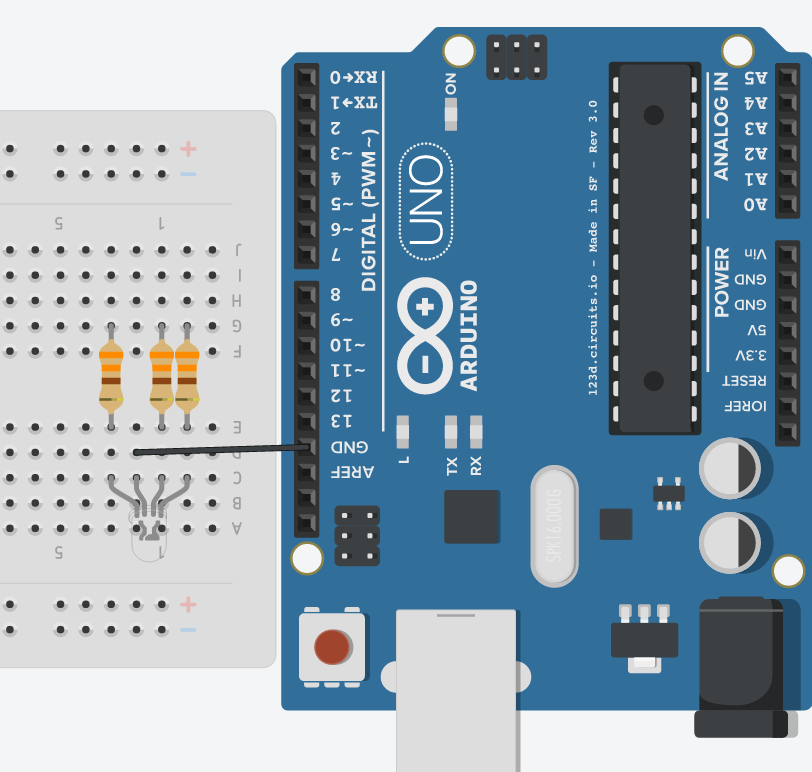 RX←0
TX→1
2
~3
4
~5
~6
7
8
~9
~10
~11
12
13
GND
AREF
DIGITAL (PWM~)
ON
UNO
ARDUINO
L
TX
RX
123d.circuits.io - Made in SF - Rev 3.0
SPK16.000G
ANALOG IN
A5
A4
A3
A2
A1
A0
POWER
Vin
GND
GND
5V
3.3V
RESET
IOREF
+
−
5
1
J
I
H
G
F
E
D
C
B
A
5
1
+
−